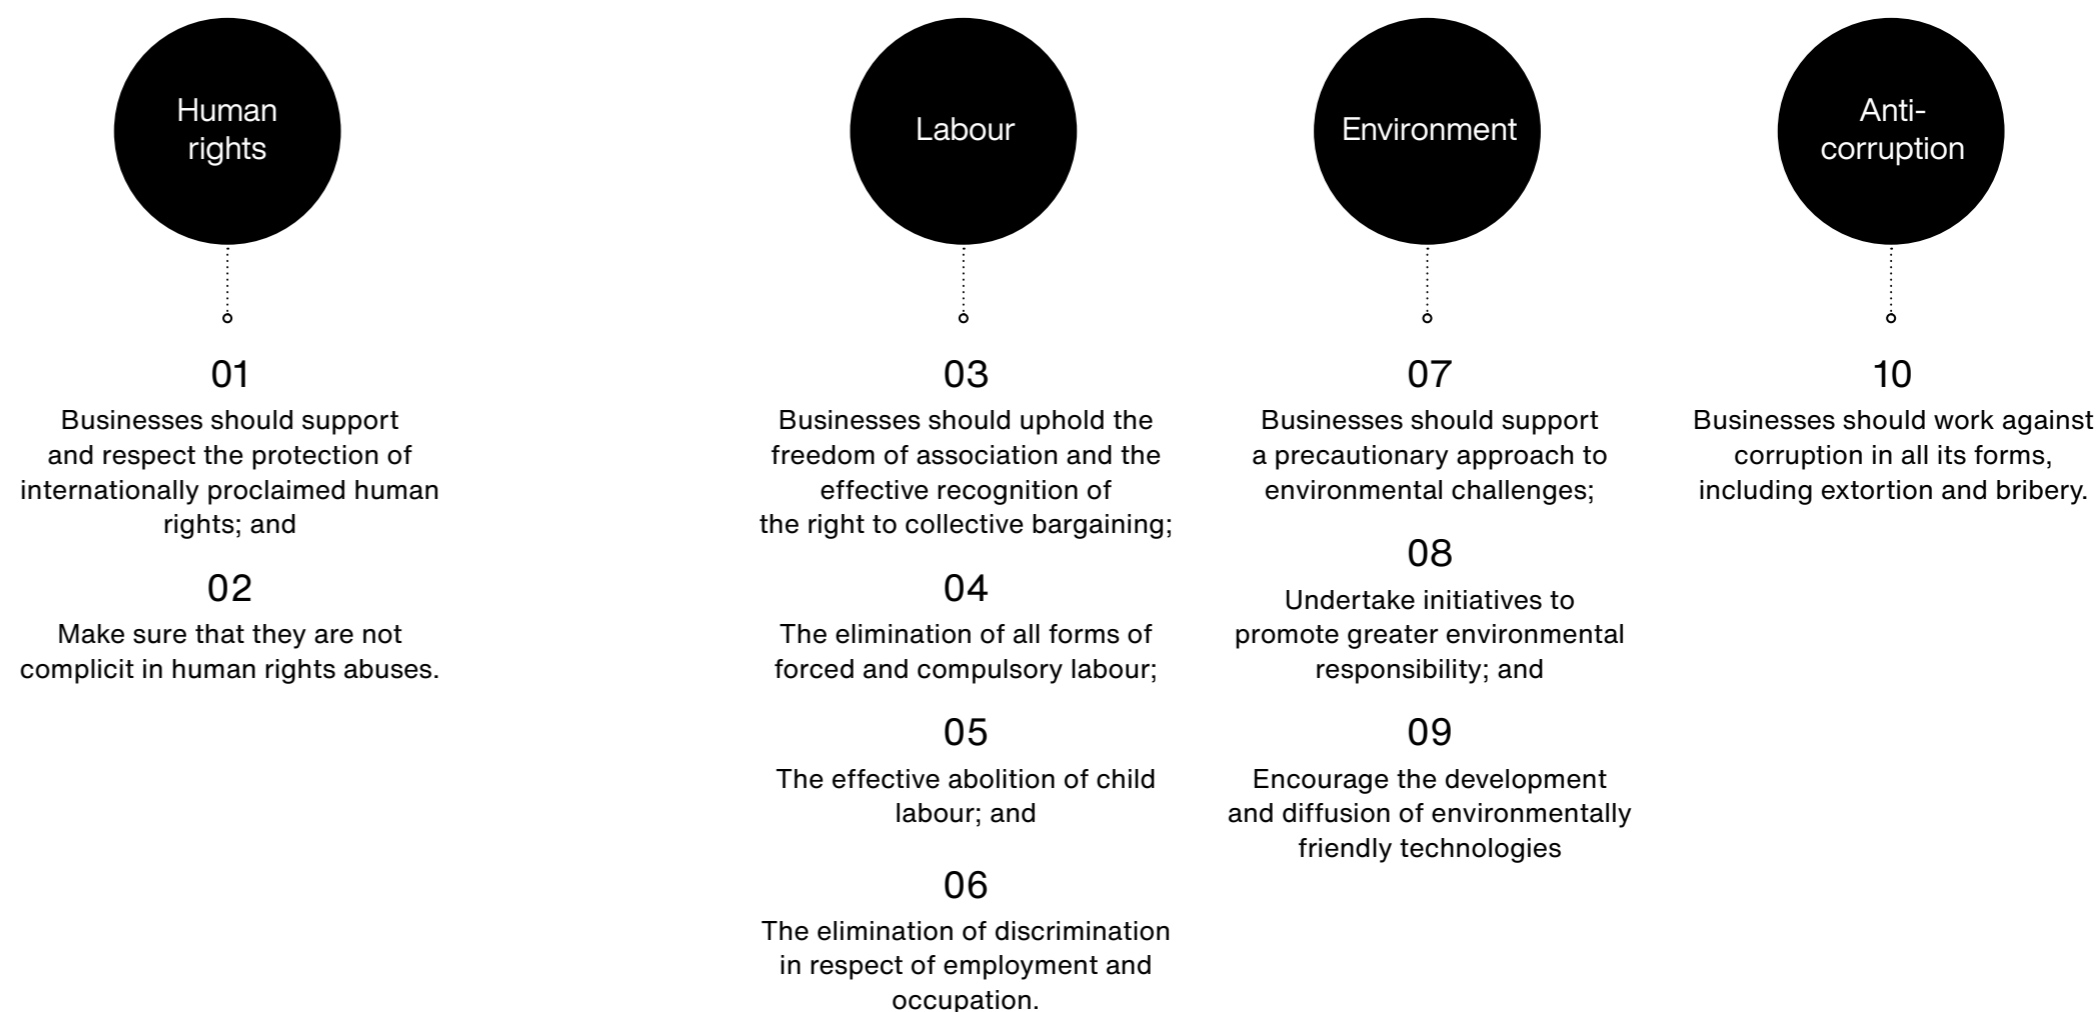 Human
rights
01
Businesses should support
and respect the protection of
internationally proclaimed human
rights; and
02
Make sure that they are not
complicit in human rights abuses.
Labour
03
Businesses should uphold the
freedom of association and the
effective recognition of
the right to collective bargaining;
04
The elimination of all forms of
forced and compulsory labour;
05
The effective abolition of child
labour; and
06
The elimination of discrimination
in respect of employment and
occupation.
Environment
07
Businesses should support
a precautionary approach to
environmental challenges;
08
Undertake initiatives to
promote greater environmental
responsibility; and
09
Encourage the development
and diffusion of environmentally
friendly technologies
Anti-
corruption
10
Businesses should work against
corruption in all its forms,
including extortion and bribery.